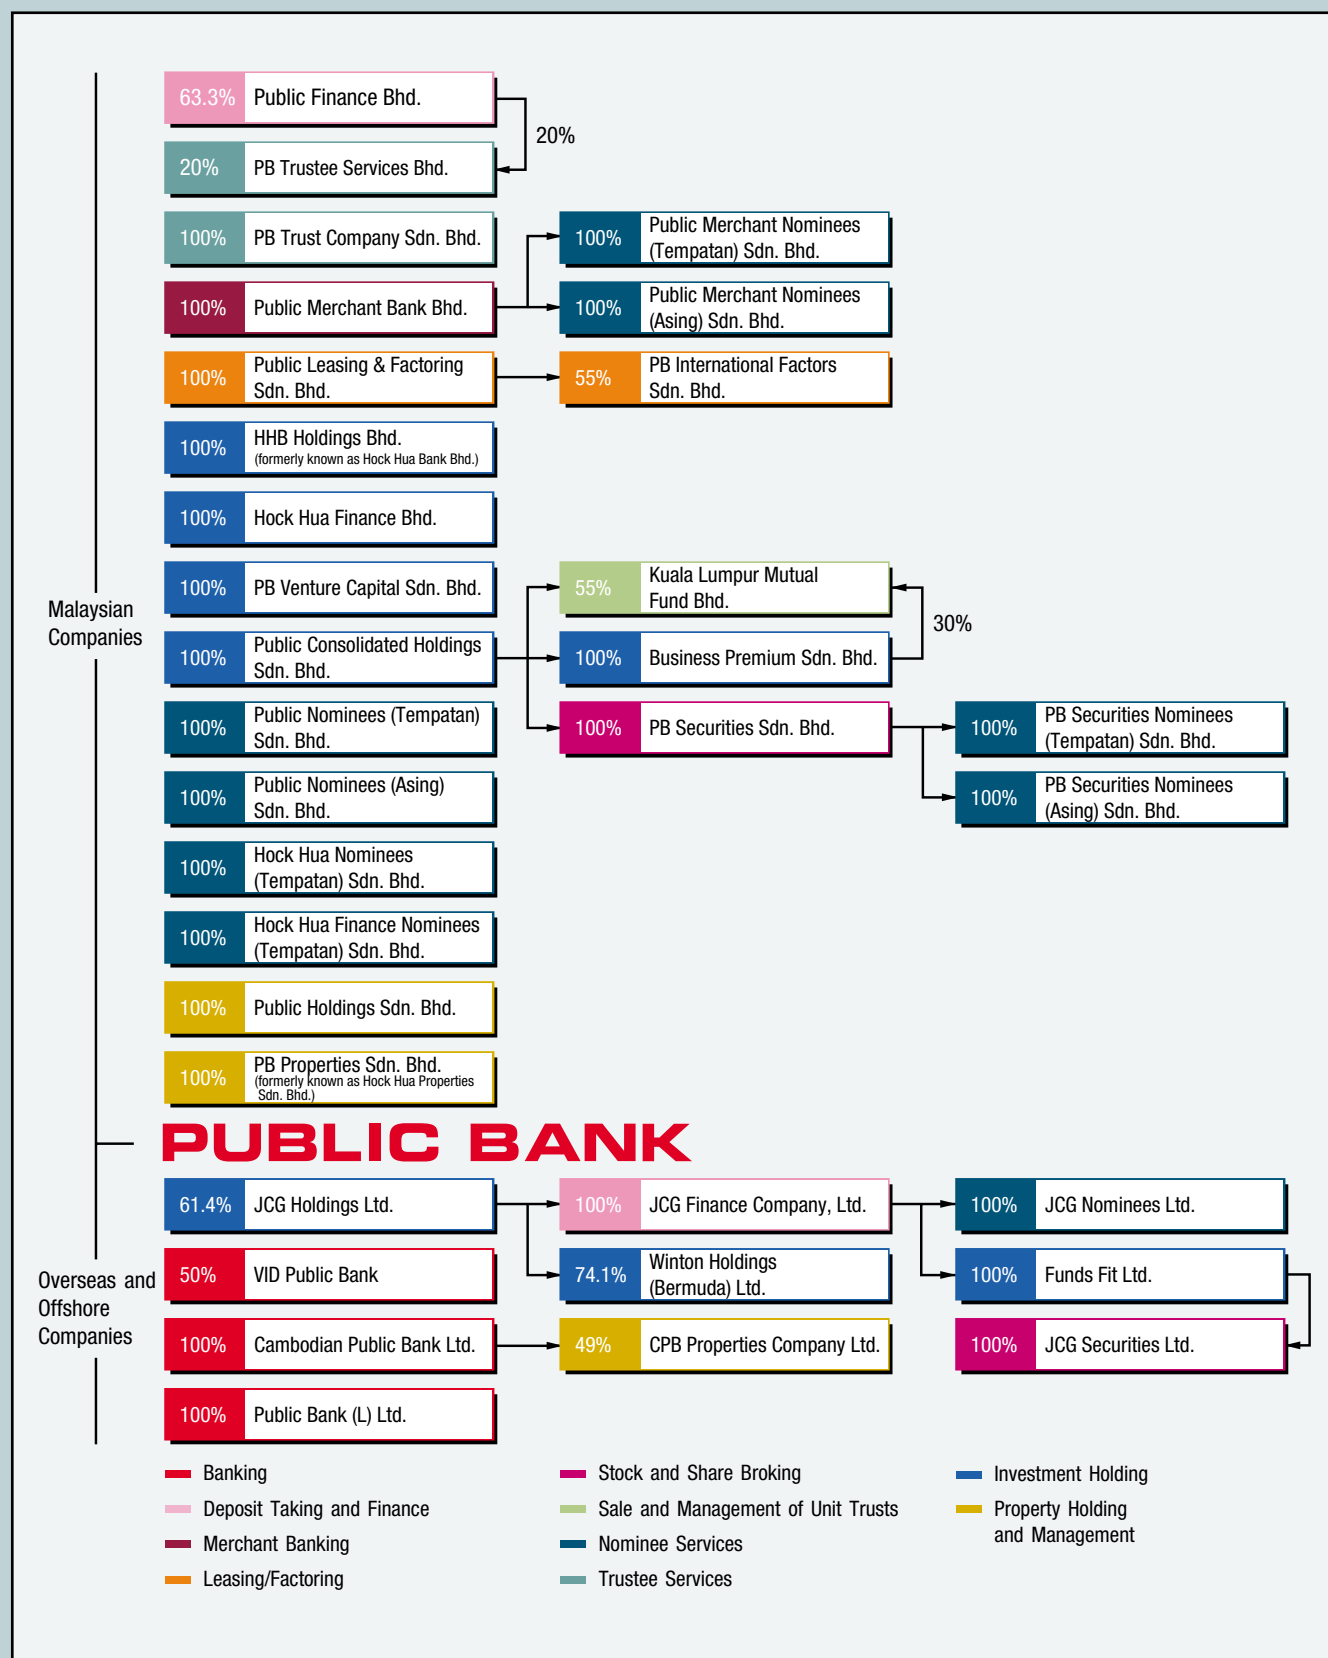 63.3% Public Finance Bhd.
20%
20% PB Trustee Services Bhd.
100% PB Trust Company Sdn. Bhd.
100% Public Merchant Nominees
(Tempatan) Sdn. Bhd.
100% Public Merchant Bank Bhd.
100% Public Merchant Nominees
(Asing) Sdn. Bhd.
100% Public Leasing & Factoring
Sdn. Bhd.
55% PB International Factors
Sdn. Bhd.
100% HHB Holdings Bhd.
(formerly known as Hock Hua Bank Bhd.)
100% Hock Hua Finance Bhd.
Malaysian
Companies
100% PB Venture Capital Sdn. Bhd.
55% Kuala Lumpur Mutual
Fund Bhd.
30%
100% Public Consolidated Holdings
Sdn. Bhd.
100% Business Premium Sdn. Bhd.
100% Public Nominees (Tempatan)
Sdn. Bhd.
100% PB Securities Sdn. Bhd.
100% PB Securities Nominees
(Tempatan) Sdn. Bhd.
100% Public Nominees (Asing)
Sdn. Bhd.
100% PB Securities Nominees
(Asing) Sdn. Bhd.
100% Hock Hua Nominees
(Tempatan) Sdn. Bhd.
100% Hock Hua Finance Nominees
(Tempatan) Sdn. Bhd.
100% Public Holdings Sdn. Bhd.
100% PB Properties Sdn. Bhd.
(formerly known as Hock Hua Properties
Sdn. Bhd.)
PUBLIC BANK
Overseas and
Offshore
Companies
61.4% JCG Holdings Ltd.
100% JCG Finance Company, Ltd.
100% JCG Nominees Ltd.
50% VID Public Bank
74.1% Winton Holdings
(Bermuda) Ltd.
100% Funds Fit Ltd.
100% Cambodian Public Bank Ltd.
49% CPB Properties Company Ltd.
100% JCG Securities Ltd.
100% Public Bank (L) Ltd.
Banking
Deposit Taking and Finance
Merchant Banking
Leasing/Factoring
Stock and Share Broking
Sale and Management of Unit Trusts
Nominee Services
Trustee Services
Investment Holding
Property Holding
and Management